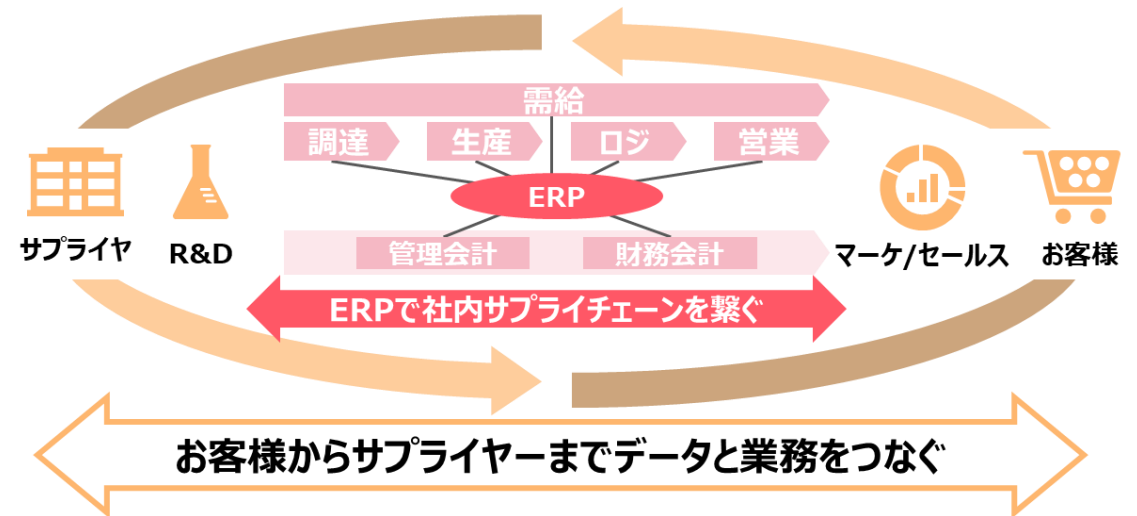 需給
調達
生産
ロジ
営業
ERP
サプライヤ
R&D
管理会計
財務会計
マーケ/セールス
お客様
ERPで社内サプライチェーンを繋ぐ
お客様からサプライヤーまでデータと業務をつなぐ